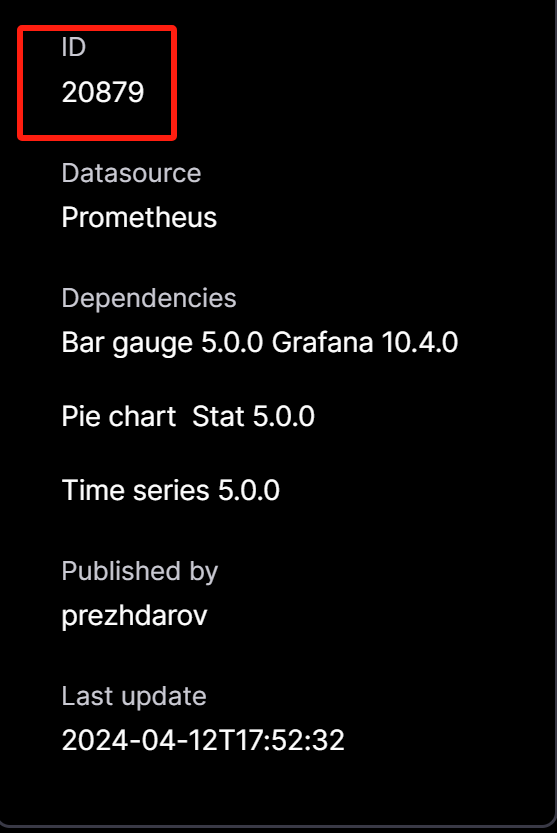 ID
20879
Datasource
Prometheus
Dependencies
Bar gauge 5.0.0 Grafana 10.4.0
Pie chart  Stat 5.0.0
Time series 5.0.0
Published by
prezhdarov
Last update
2024-04-12T17:52:32